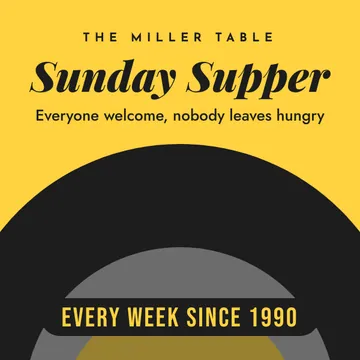 THE MILLER TABLE
Sunday Supper
Everyone welcome, nobody leaves hungry
EVERY WEEK SINCE 1990